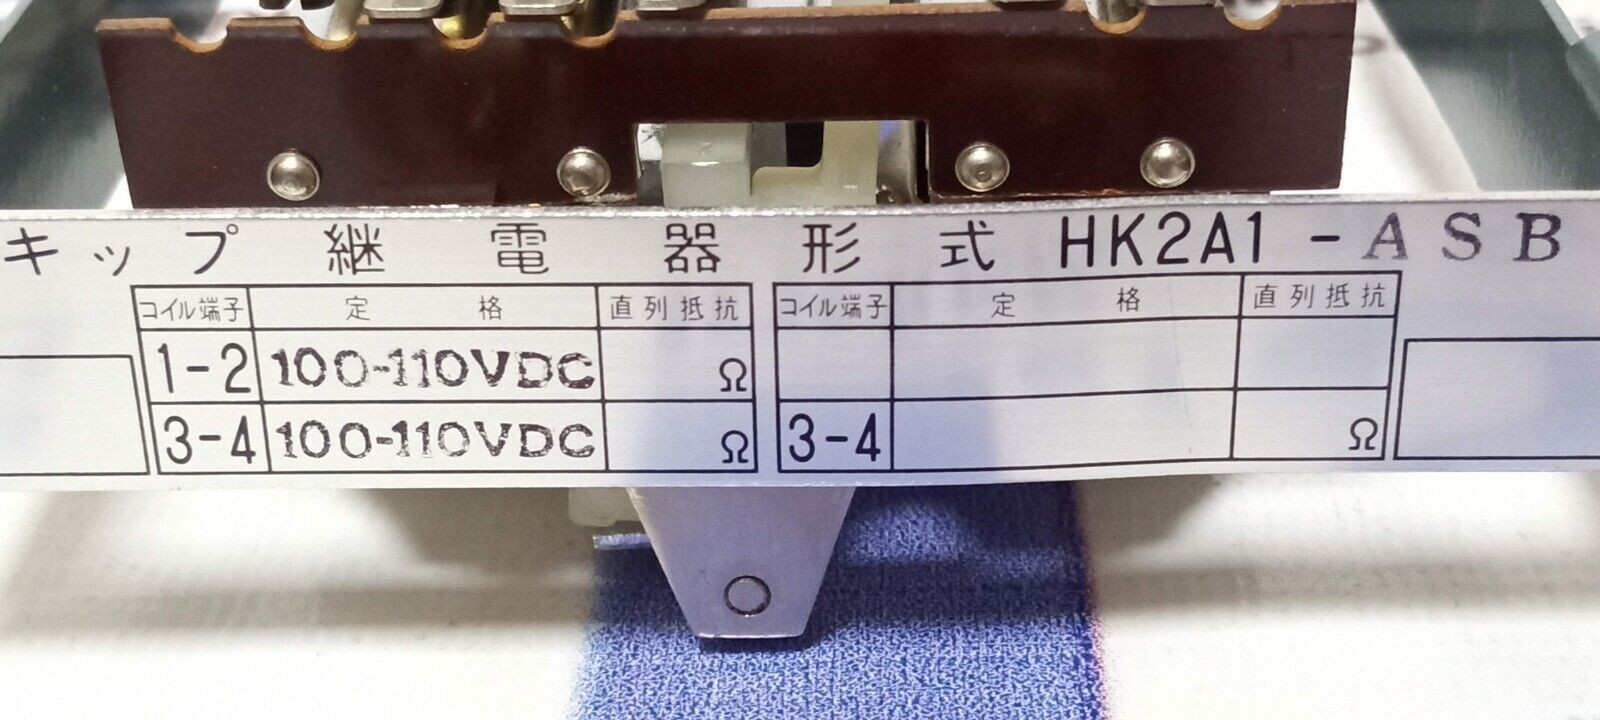 キップ 継電器形式 HK2A1-ASB
コイル端子 定格 直列抵抗 コイル端子 定格 直列抵抗
1-2 100-110VDC Ω
3-4 100-110VDC Ω 3-4 Ω